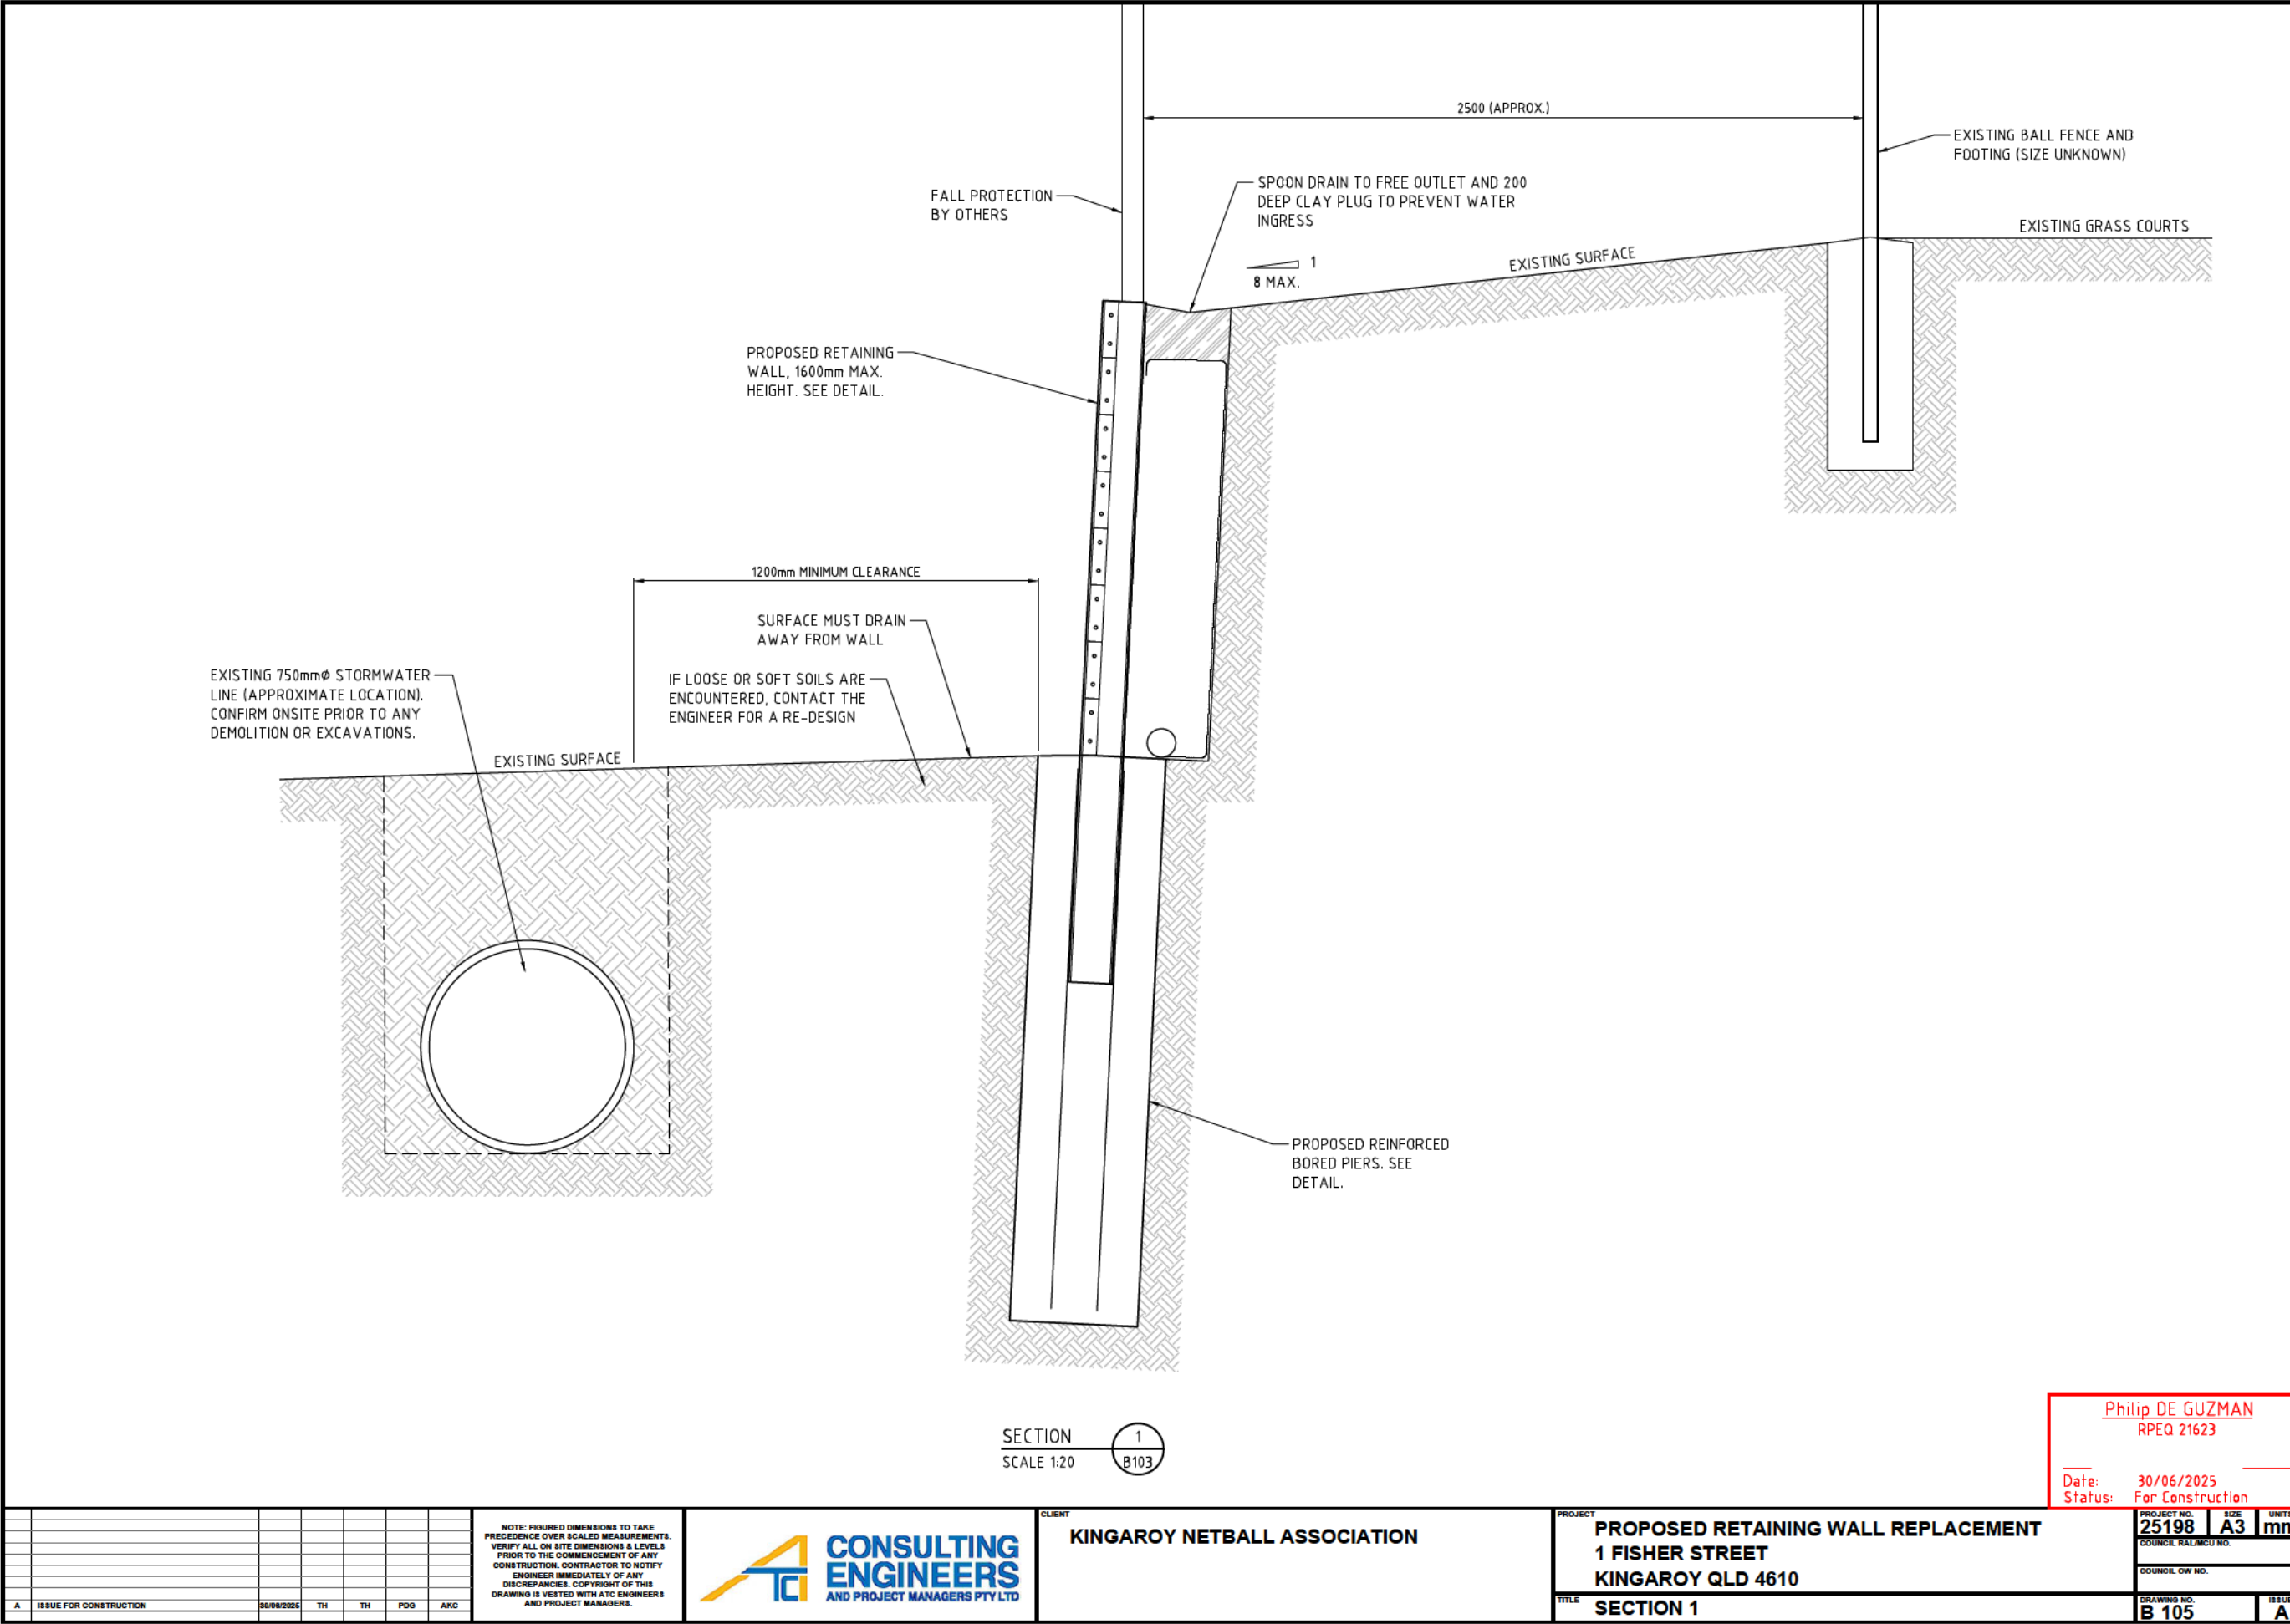 2500 (APPROX.)
EXISTING BALL FENCE AND
FOOTING (SIZE UNKNOWN)
FALL PROTECTION
BY OTHERS
SPOON DRAIN TO FREE OUTLET AND 200
DEEP CLAY PLUG TO PREVENT WATER
INGRESS
EXISTING GRASS COURTS
EXISTING SURFACE
1
8 MAX.
PROPOSED RETAINING
WALL, 1600mm MAX.
HEIGHT. SEE DETAIL.
1200mm MINIMUM CLEARANCE
SURFACE MUST DRAIN
AWAY FROM WALL
IF LOOSE OR SOFT SOILS ARE
ENCOUNTERED, CONTACT THE
ENGINEER FOR A RE-DESIGN
EXISTING 750mmø STORMWATER
LINE (APPROXIMATE LOCATION).
CONFIRM ONSITE PRIOR TO ANY
DEMOLITION OR EXCAVATIONS.
EXISTING SURFACE
PROPOSED REINFORCED
BORED PIERS. SEE
DETAIL.
SECTION
SCALE 1:20
1
B103
Philip DE GUZMAN
RPEQ 21623
Date: 30/06/2025
Status: For Construction
A ISSUE FOR CONSTRUCTION 30/06/2025 TH TH PDG AKC
NOTE: FIGURED DIMENSIONS TO TAKE
PRECEDENCE OVER SCALED MEASUREMENTS.
VERIFY ALL ON SITE DIMENSIONS & LEVELS
PRIOR TO THE COMMENCEMENT OF ANY
CONSTRUCTION. CONTRACTOR TO NOTIFY
ENGINEER IMMEDIATELY OF ANY
DISCREPANCIES. COPYRIGHT OF THIS
DRAWING IS VESTED WITH ATC ENGINEERS
AND PROJECT MANAGERS.
ATC
CONSULTING
ENGINEERS
AND PROJECT MANAGERS PTY LTD
CLIENT
KINGAROY NETBALL ASSOCIATION
PROJECT
PROPOSED RETAINING WALL REPLACEMENT
1 FISHER STREET
KINGAROY QLD 4610
TITLE
SECTION 1
PROJECT NO.
25198
SIZE
A3
UNIT
mm
COUNCIL RAL/MCU NO.
COUNCIL OW NO.
DRAWING NO.
B 105
ISSUE
A